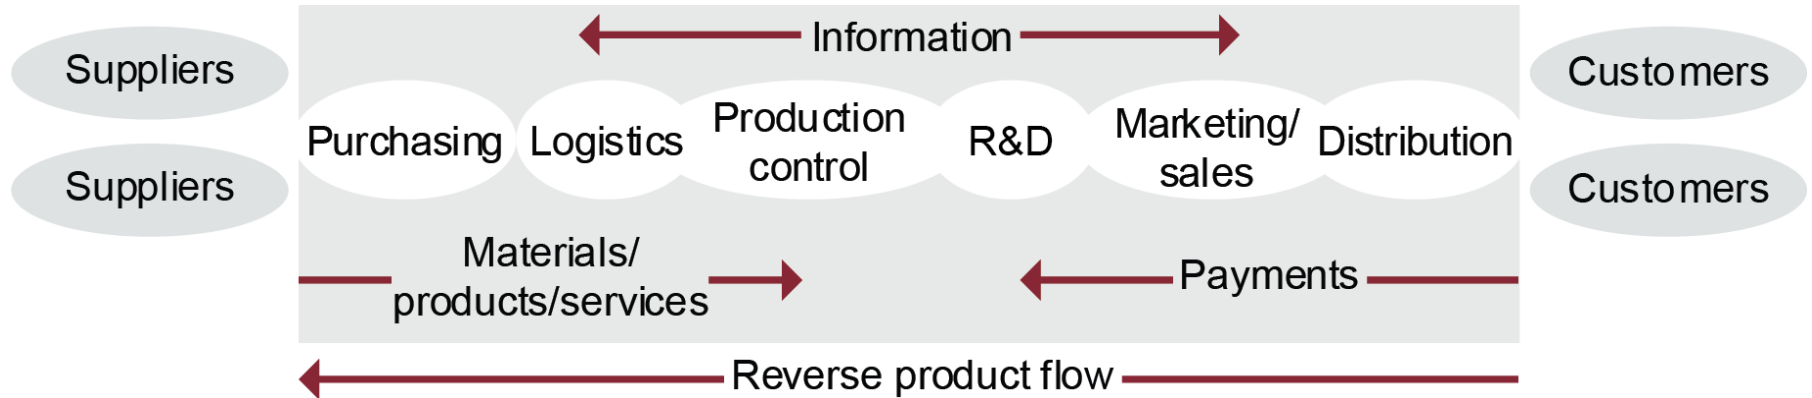 Information
Suppliers
Customers
Purchasing
Logistics
Production
control
R&D
Marketing/
sales
Distribution
Suppliers
Customers
Materials/
products/services
Payments
Reverse product flow